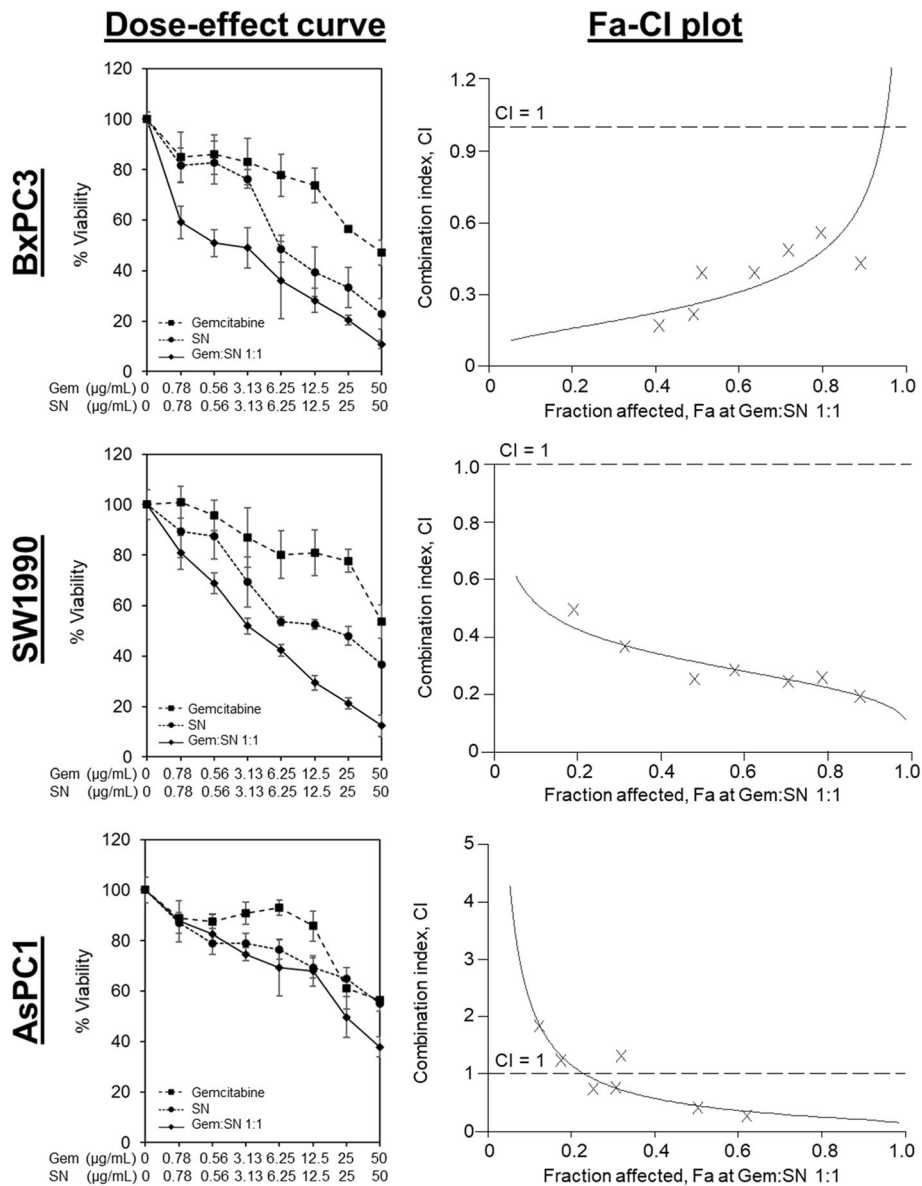 Dose-effect curve
Fa-CI plot
BxPC3
120
100
80
60
40
20
0
% Viability
Gemcitabine
SN
Gem:SN 1:1
Gem (µg/mL) 0 0.78 0.56 3.13 6.25 12.5 25 50
SN (µg/mL) 0 0.78 0.56 3.13 6.25 12.5 25 50
1.2
0.9
0.6
0.3
0
Combination index, CI
CI = 1
0 0.2 0.4 0.6 0.8 1.0
Fraction affected, Fa at Gem:SN 1:1
SW1990
120
100
80
60
40
20
0
% Viability
Gemcitabine
SN
Gem:SN 1:1
Gem (µg/mL) 0 0.78 0.56 3.13 6.25 12.5 25 50
SN (µg/mL) 0 0.78 0.56 3.13 6.25 12.5 25 50
CI = 1
1.0
0.8
0.6
0.4
0.2
0
Combination index, CI
0.2 0.4 0.6 0.8 1.0
Fraction affected, Fa at Gem:SN 1:1
AsPC1
120
100
80
60
40
20
0
% Viability
Gemcitabine
SN
Gem:SN 1:1
Gem (µg/mL) 0 0.78 0.56 3.13 6.25 12.5 25 50
SN (µg/mL) 0 0.78 0.56 3.13 6.25 12.5 25 50
5
4
3
2
1
0
Combination index, CI
CI = 1
0 0.2 0.4 0.6 0.8 1.0
Fraction affected, Fa at Gem:SN 1:1